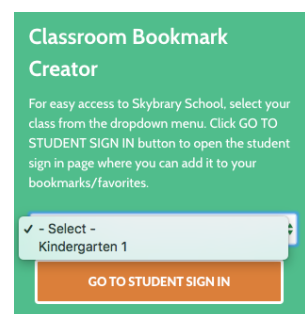 Classroom Bookmark
Creator
For easy access to Skybrary School, select your
class from the dropdown menu. Click GO TO
STUDENT SIGN IN button to open the student
sign in page where you can add it to your
bookmarks/favorites.
✓ - Select -
Kindergarten 1
GO TO STUDENT SIGN IN